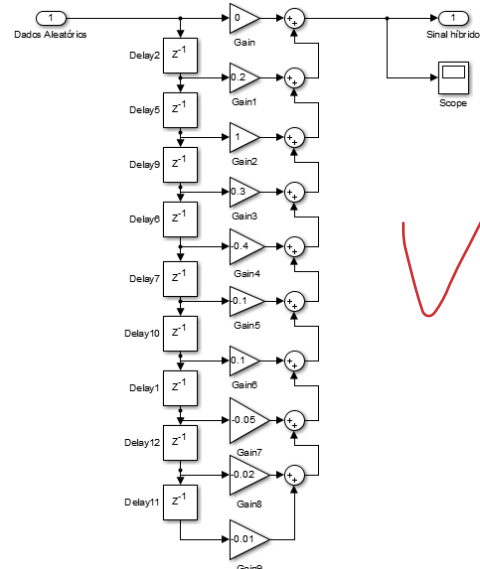 1
Dados Aleatórios
0
Gain
1
Sinal híbrido
Scope
Delay2
z-1
0.2
Gain1
Delay5
z-1
1
Gain2
Delay9
z-1
0.3
Gain3
Delay6
z-1
-0.4
Gain4
Delay7
z-1
-0.1
Gain5
Delay10
z-1
0.1
Gain6
Delay1
z-1
-0.05
Gain7
Delay12
z-1
-0.02
Gain8
Delay11
z-1
-0.01
Gain9